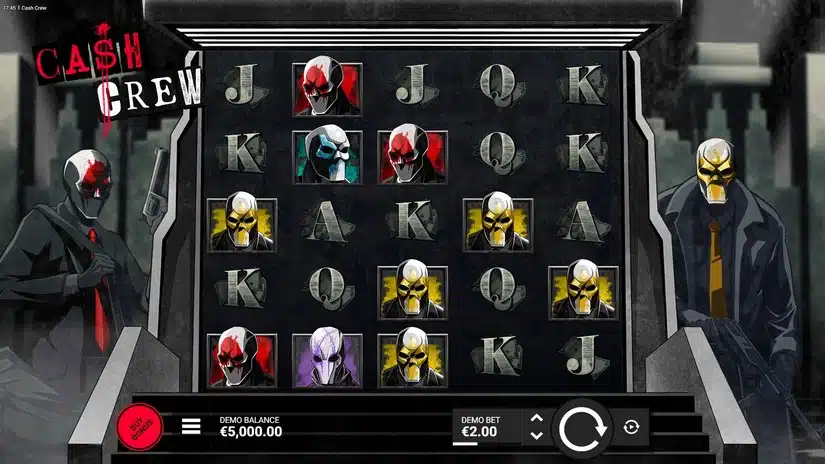 17:45 | Cash Crew
CASH
CREW
J J Q K
K Q K
A K A
K Q Q
K J
BUY
BONUS
DEMO BALANCE
€5,000.00
DEMO BET
€2.00